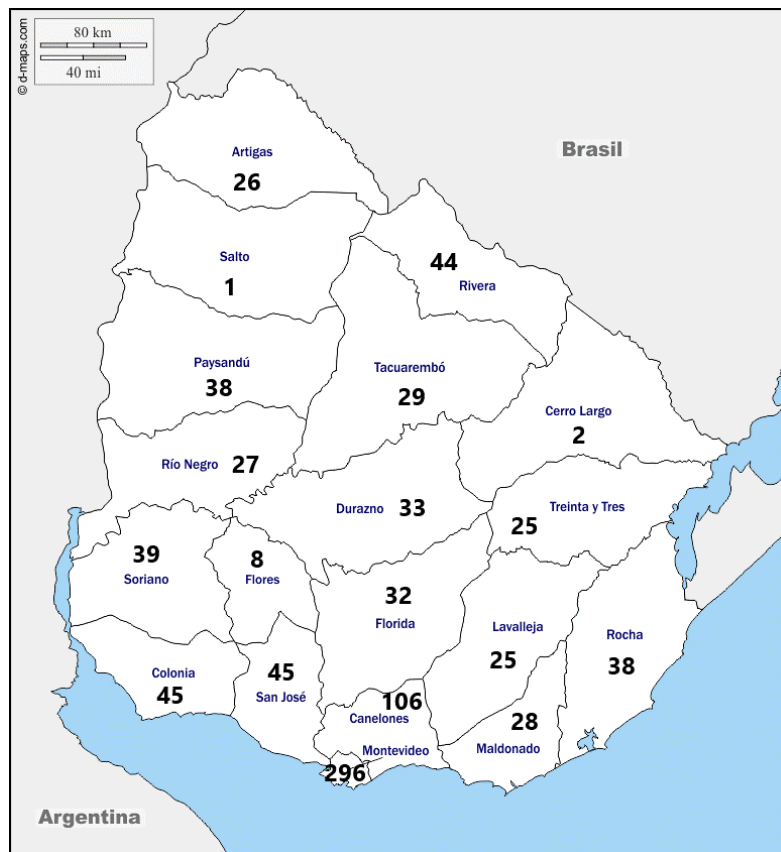 © d-maps.com
80 km
40 mi
Brasil
Artigas
26
Salto
1
44
Rivera
Paysandú
38
Tacuarembó
29
Cerro Largo
2
Río Negro 27
Durazno 33
Treinta y Tres
25
39
Soriano
8
Flores
32
Florida
Lavalleja
25
Rocha
38
Colonia
45
45
San José
106
Canelones
28
Maldonado
Montevideo
296
Argentina